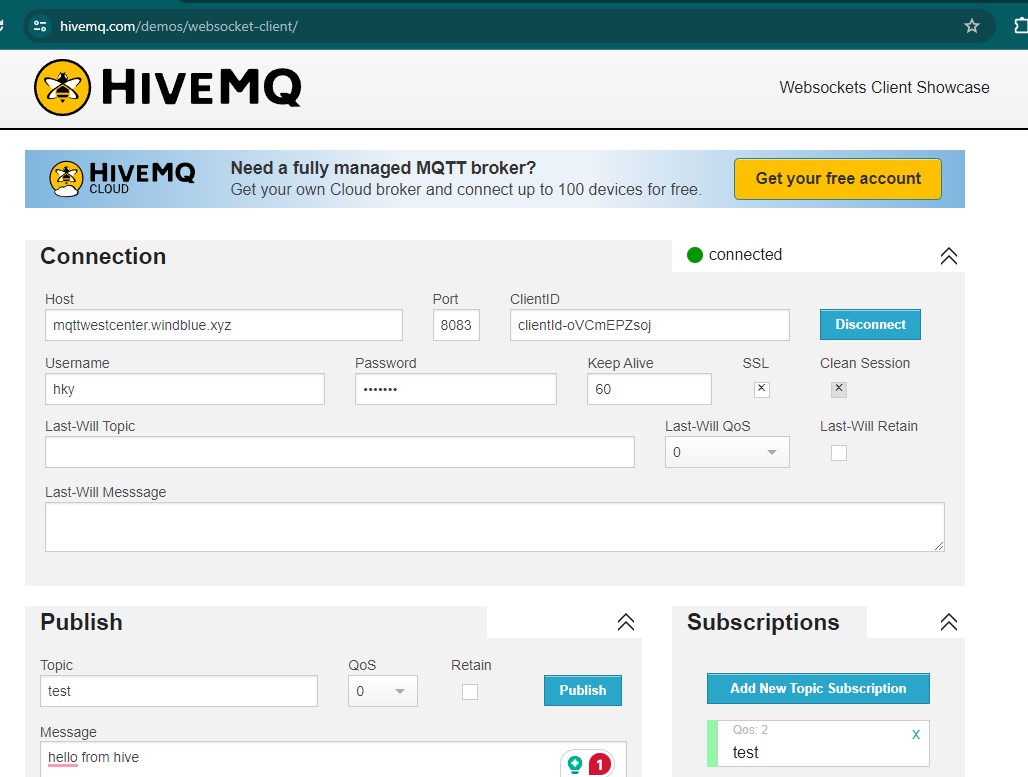 hivemq.com/demos/websocket-client/
HIVEMQ
Websockets Client Showcase
HIVEMQ
CLOUD
Need a fully managed MQTT broker?
Get your own Cloud broker and connect up to 100 devices for free.
Get your free account
Connection
connected
Host
Port
ClientID
mqttwestcenter.windblue.xyz
8083
clientId-oVCmEPZsoj
Disconnect
Username
Password
Keep Alive
SSL
Clean Session
hky
•••••••
60
Last-Will Topic
Last-Will QoS
Last-Will Retain
0
Last-Will Messsage
Publish
Subscriptions
Topic
QoS
Retain
test
0
Publish
Add New Topic Subscription
Message
Qos: 2
x
hello from hive
1
test